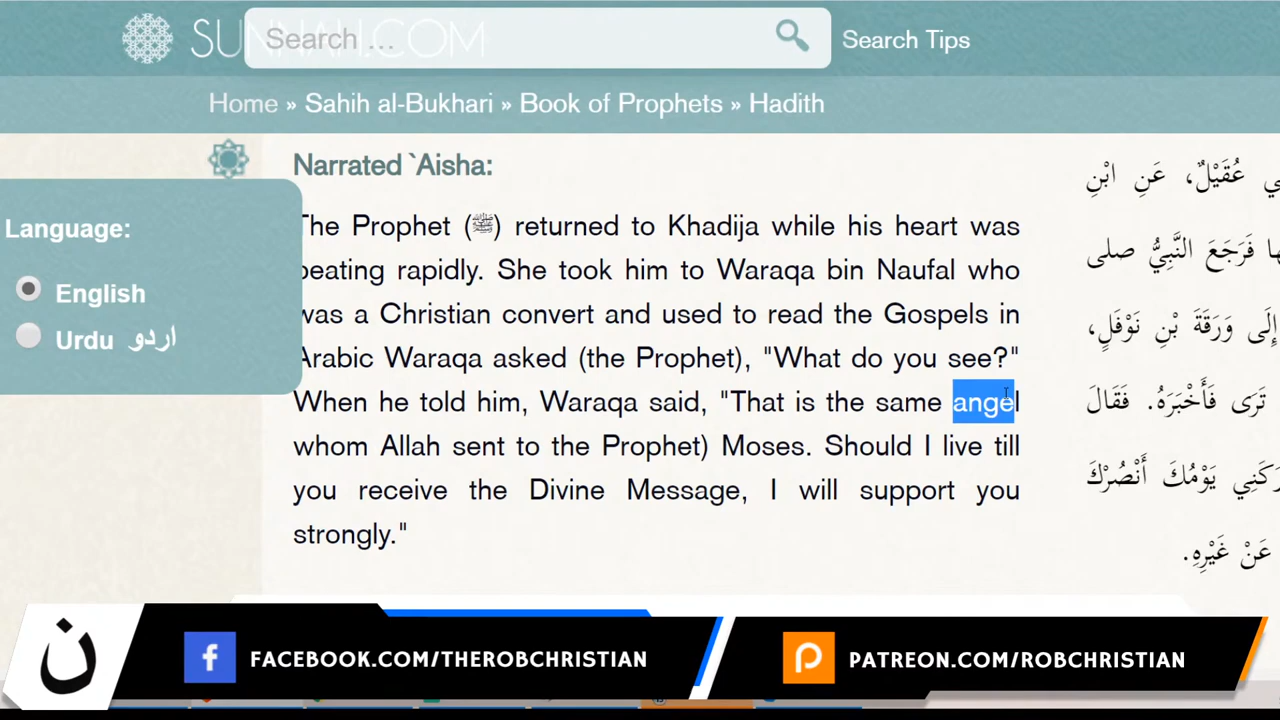 SUNNAH.COM
Search ...
Search Tips
Home » Sahih al-Bukhari » Book of Prophets » Hadith
Narrated `Aisha:
The Prophet (ﷺ) returned to Khadija while his heart was
beating rapidly. She took him to Waraqa bin Naufal who
was a Christian convert and used to read the Gospels in
Arabic Waraqa asked (the Prophet), "What do you see?"
When he told him, Waraqa said, "That is the same angel
whom Allah sent to the Prophet) Moses. Should I live till
you receive the Divine Message, I will support you
strongly."
عُقَيْلٌ، عَنِ ابْنِ
فَرَجَعَ النَّبِيُّ صلى
إِلَى وَرَقَةَ بْنِ نَوْفَلٍ،
تَرَى فَأَخْبَرَهُ. فَقَالَ
يَوْمُكَ أَنْصُرْكَ
عَنْ غَيْرِهِ.
Language:
English
Urdu اردو
ن
f FACEBOOK.COM/THEROBCHRISTIAN
PATREON.COM/ROBCHRISTIAN